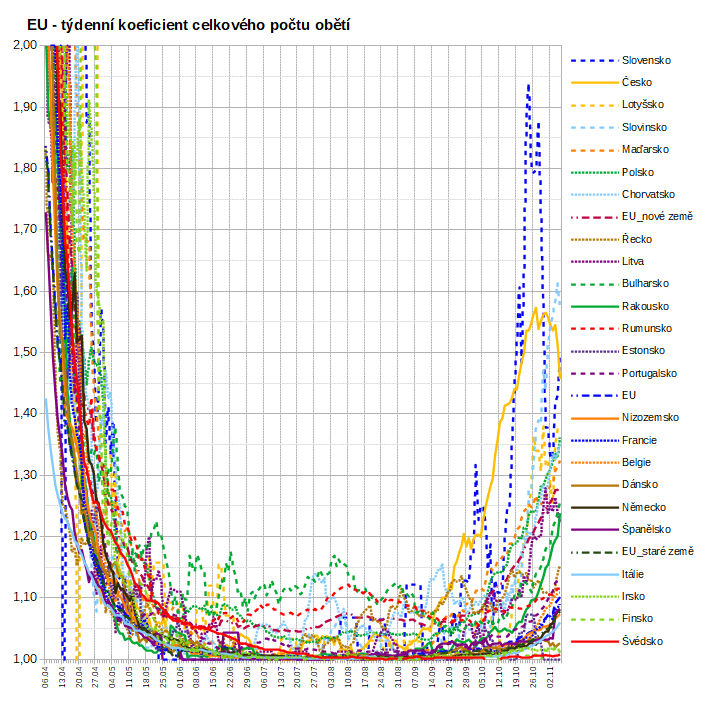 EU - týdenní koeficient celkového počtu obětí
2,00
1,90
1,80
1,70
1,60
1,50
1,40
1,30
1,20
1,10
1,00
06.04
13.04
20.04
27.04
04.05
11.05
18.05
25.05
01.06
08.06
15.06
22.06
29.06
06.07
13.07
20.07
27.07
03.08
10.08
17.08
24.08
31.08
07.09
14.09
21.09
28.09
05.10
12.10
19.10
26.10
02.11
Slovensko
Česko
Lotyšsko
Slovinsko
Maďarsko
Polsko
Chorvatsko
EU_nové země
Řecko
Litva
Bulharsko
Rakousko
Rumunsko
Estonsko
Portugalsko
EU
Nizozemsko
Francie
Belgie
Dánsko
Německo
Španělsko
EU_staré země
Itálie
Irsko
Finsko
Švédsko